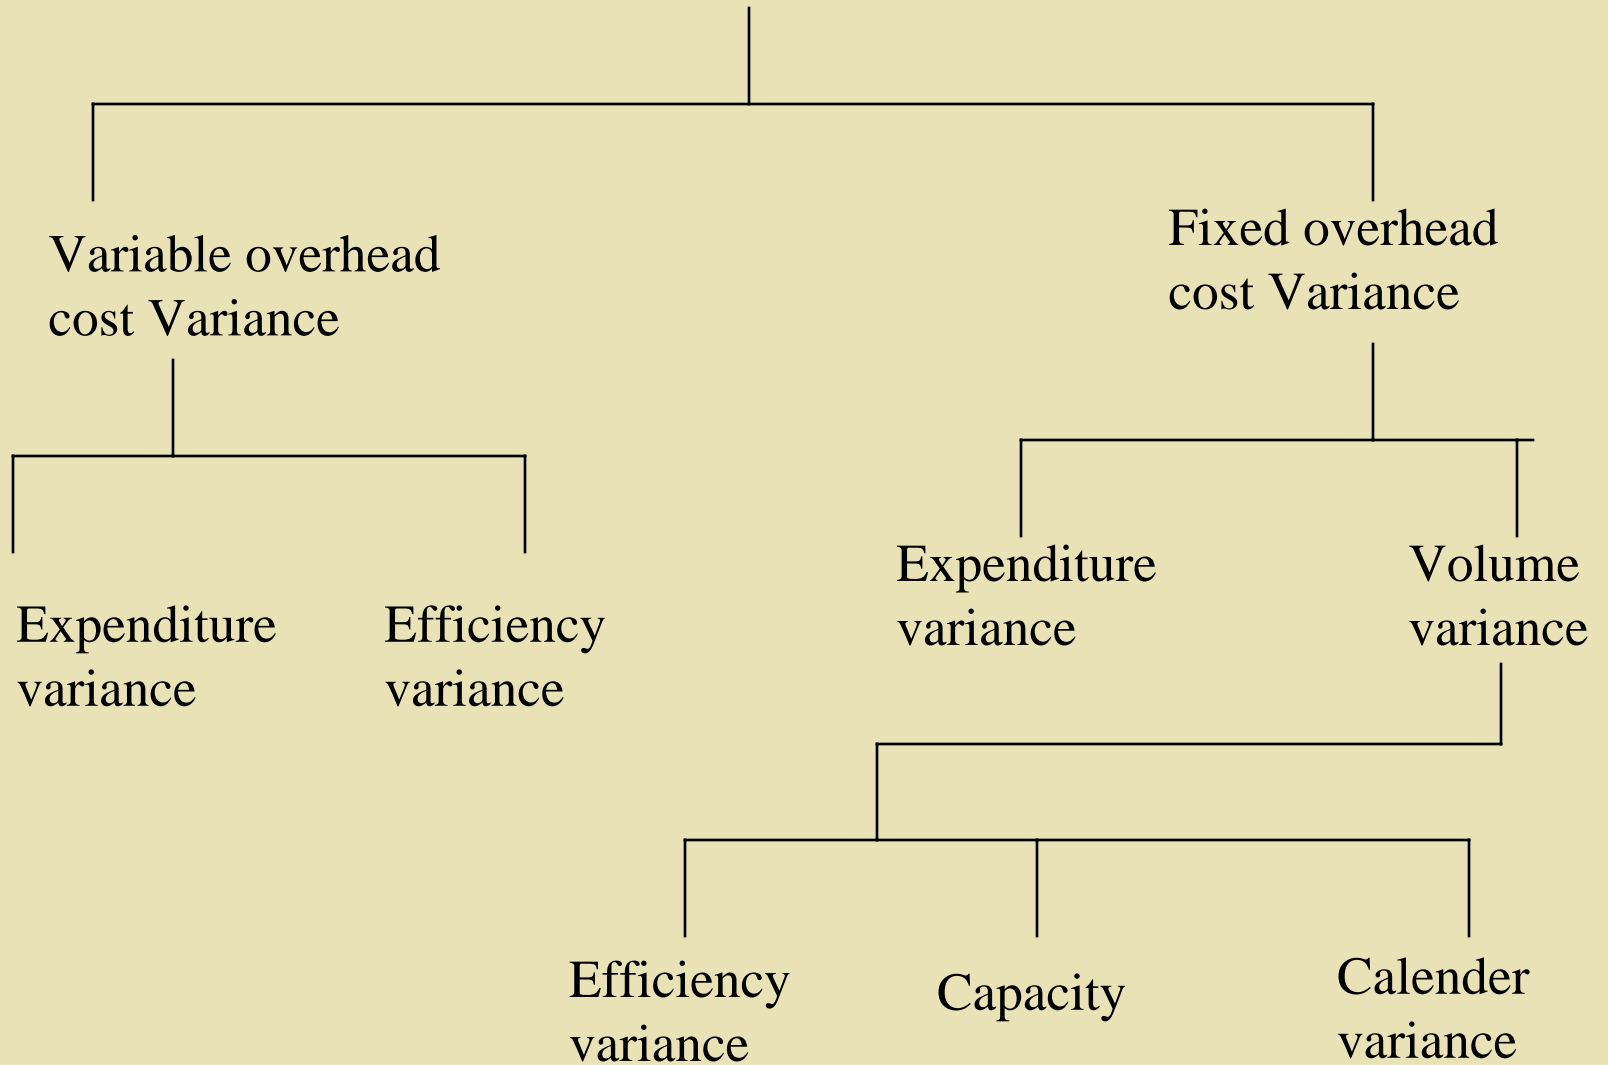 Variable overhead
cost Variance
Fixed overhead
cost Variance
Expenditure
variance
Efficiency
variance
Expenditure
variance
Volume
variance
Efficiency
variance
Capacity
Calender
variance